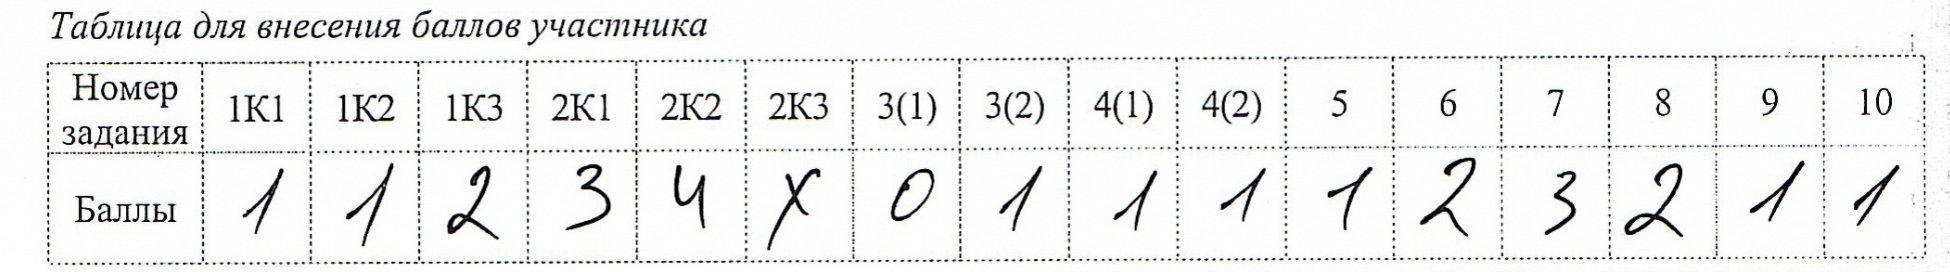 Таблица для внесения баллов участника
Номер задания 1К1 1К2 1К3 2К1 2К2 2К3 3(1) 3(2) 4(1) 4(2) 5 6 7 8 9 10
Баллы 1 1 2 3 4 X 0 1 1 1 1 2 3 2 1 1